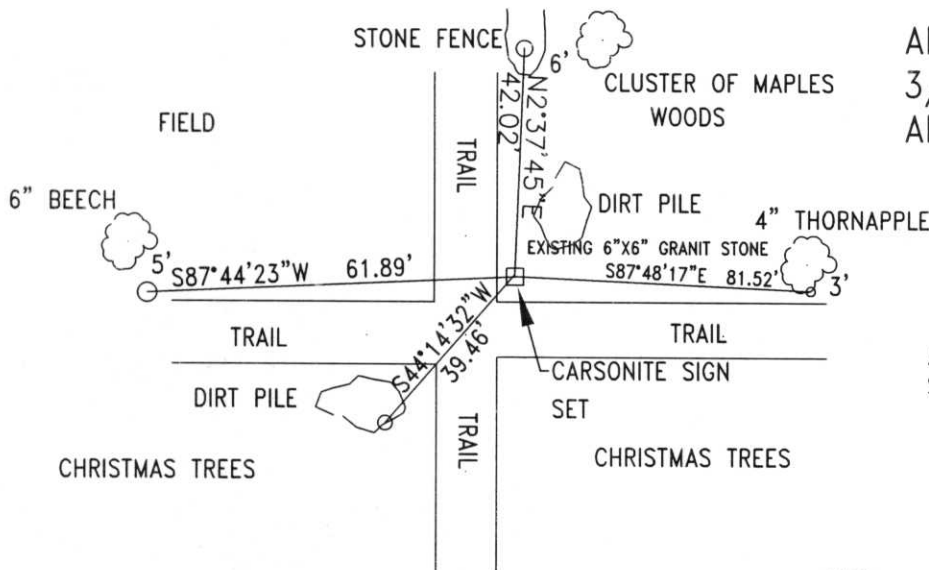 STONE FENCE
6'
CLUSTER OF MAPLES
WOODS
FIELD
TRAIL
N2°37'45"E
42.02'
6" BEECH
DIRT PILE
4" THORNAPPLE
EXISTING 6"X6" GRANIT STONE
5'
S87°44'23"W 61.89'
S87°48'17"E 81.52'
3'
TRAIL
S44°14'32"W
39.46'
TRAIL
DIRT PILE
CARSONITE SIGN
SET
TRAIL
CHRISTMAS TREES
CHRISTMAS TREES
3/